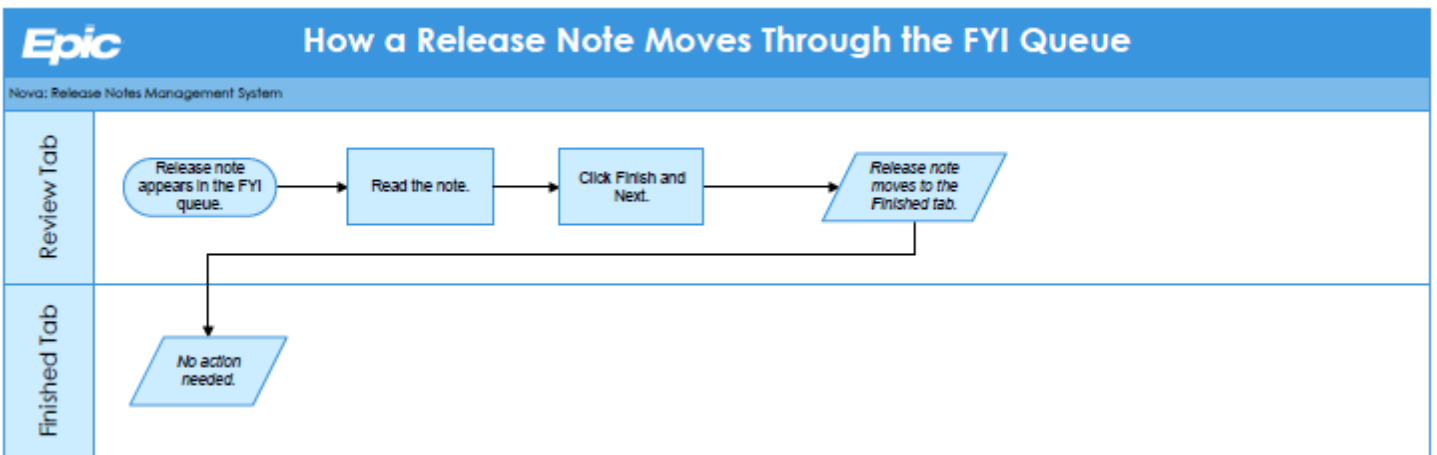 Epic
How a Release Note Moves Through the FYI Queue
Nova: Release Notes Management System
Review Tab
Release note
appears in the FYI
queue.
Read the note.
Click Finish and
Next.
Release note
moves to the
Finished tab.
Finished Tab
No action
needed.